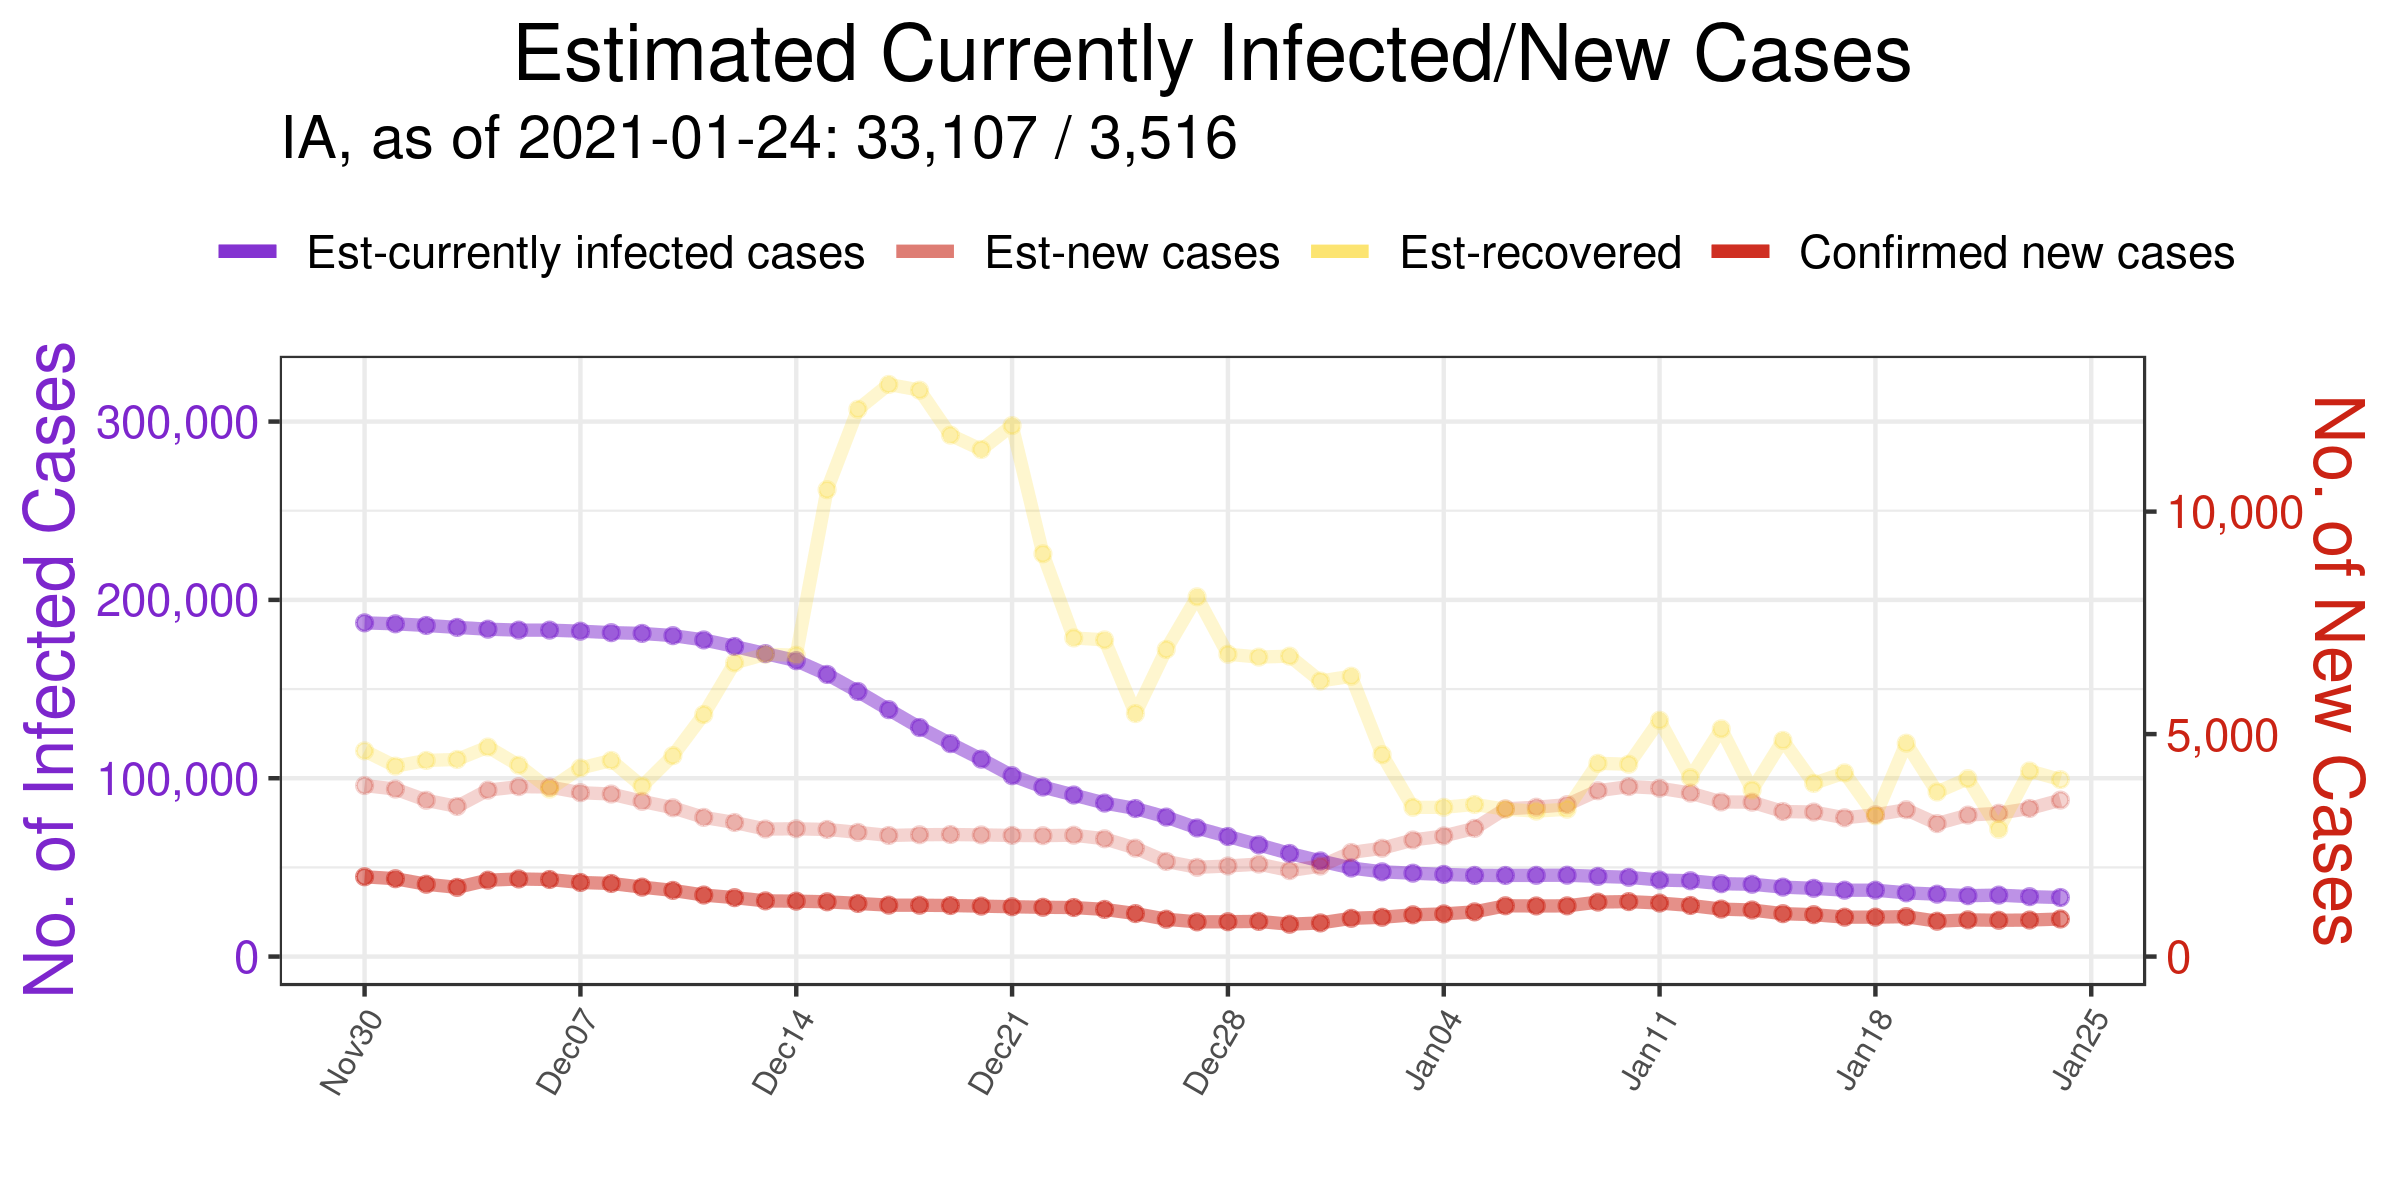 Estimated Currently Infected/New Cases
IA, as of 2021-01-24: 33,107 / 3,516
Est-currently infected cases Est-new cases Est-recovered Confirmed new cases
No. of Infected Cases
300,000
200,000
100,000
0
10,000
5,000
0
No. of New Cases
Nov30 Dec07 Dec14 Dec21 Dec28 Jan04 Jan11 Jan18 Jan25